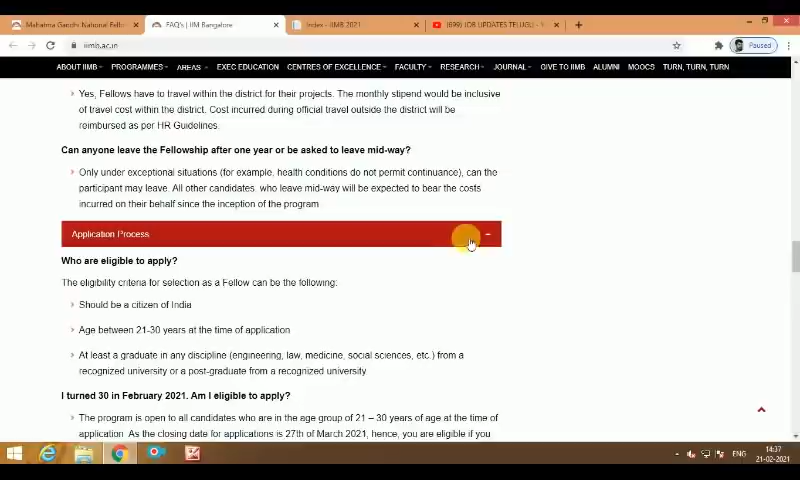 Mahatma Gandhi National Fello
FAQ's | IIM Bangalore
Index - IIMB 2021
(699) JOB UPDATES TELUGU -
iimb.ac.in
Paused
ABOUT IIMB
PROGRAMMES
AREAS
EXEC EDUCATION
CENTRES OF EXCELLENCE
FACULTY
RESEARCH
JOURNAL
GIVE TO IIMB
ALUMNI
MOOCS
TURN, TURN, TURN
Yes, Fellows have to travel within the district for their projects. The monthly stipend would be inclusive
of travel cost within the district. Cost incurred during official travel outside the district will be
reimbursed as per HR Guidelines.
Can anyone leave the Fellowship after one year or be asked to leave mid-way?
Only under exceptional situations (for example, health conditions do not permit continuance), can the
participant may leave. All other candidates, who leave mid-way will be expected to bear the costs
incurred on their behalf since the inception of the program
Application Process
Who are eligible to apply?
The eligibility criteria for selection as a Fellow can be the following:
Should be a citizen of India
Age between 21-30 years at the time of application
At least a graduate in any discipline (engineering, law, medicine, social sciences, etc.) from a
recognized university or a post-graduate from a recognized university.
I turned 30 in February 2021. Am I eligible to apply?
The program is open to all candidates who are in the age group of 21 – 30 years of age at the time of
application. As the closing date for applications is 27th of March 2021, hence, you are eligible if you
ENG
14:37
21-02-2021